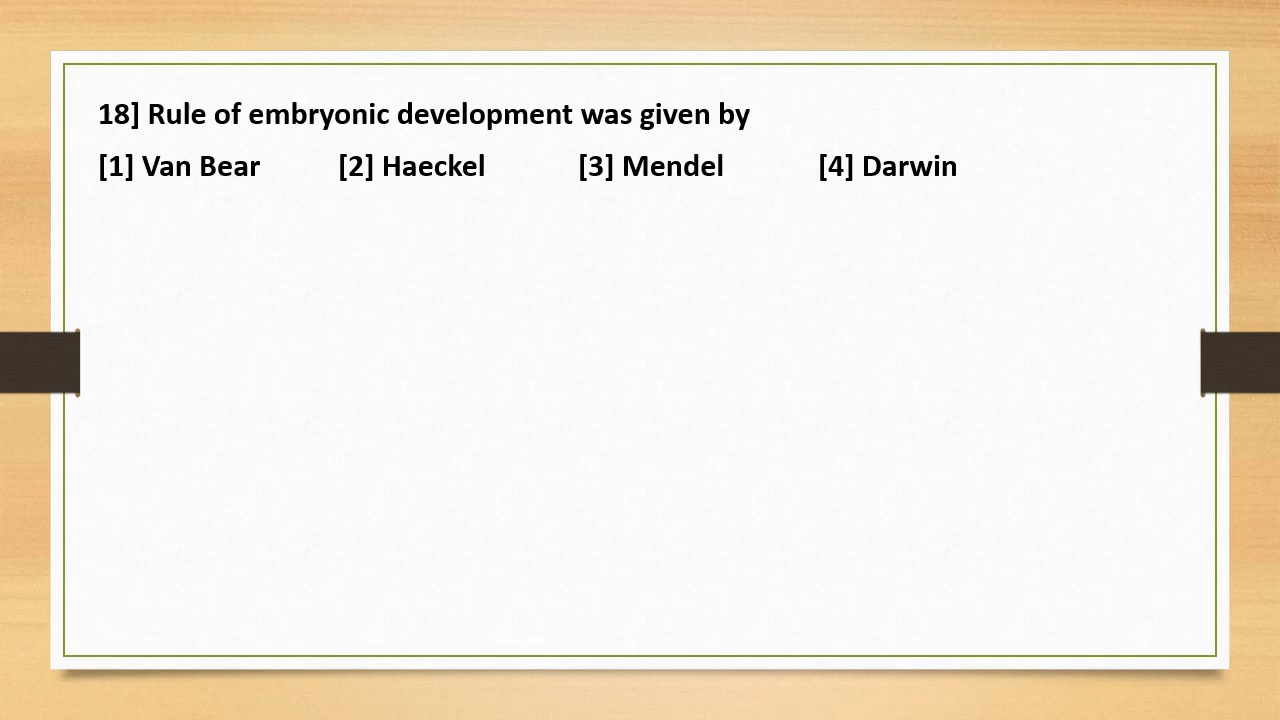 18] Rule of embryonic development was given by
[1] Van Bear [2] Haeckel [3] Mendel [4] Darwin